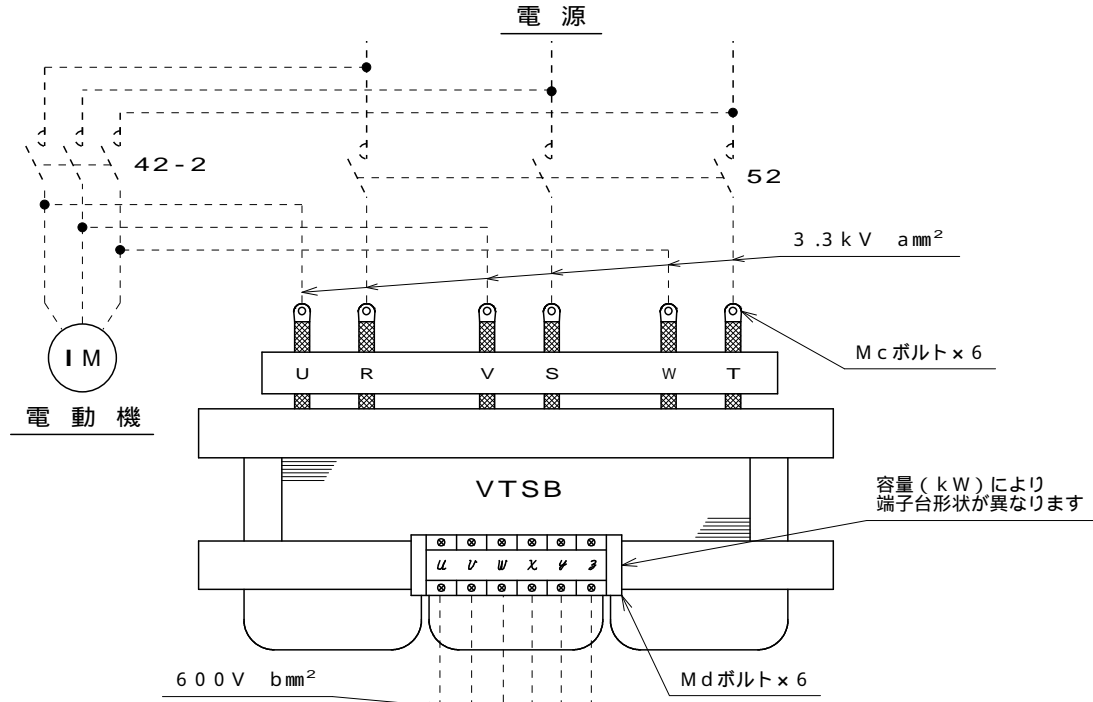 電 源
42-2
52
3.3kV amm²
IM
電 動 機
Mcボルト×6
U R V S W T
VTSB
容量(kW)により
端子台形状が異なります
u v w x y z
600V bmm²
Mdボルト×6